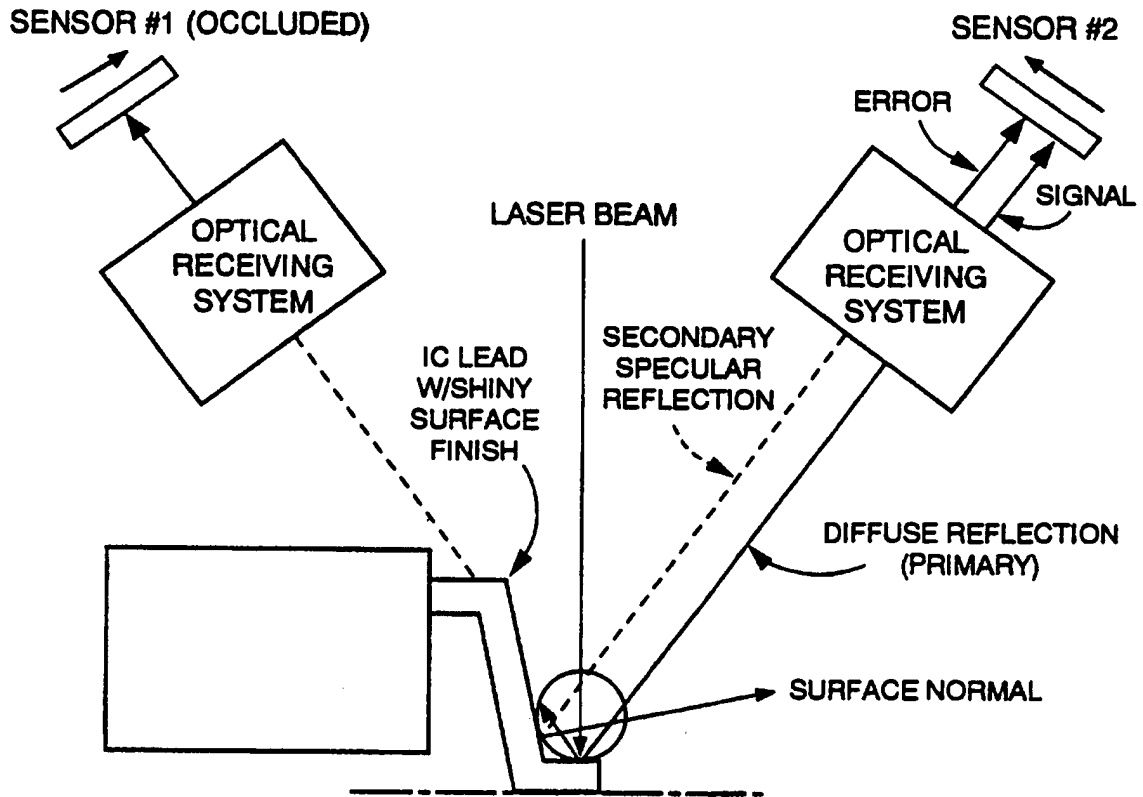 SENSOR #1 (OCCLUDED)
SENSOR #2
ERROR
SIGNAL
OPTICAL
RECEIVING
SYSTEM
LASER BEAM
OPTICAL
RECEIVING
SYSTEM
IC LEAD
W/SHINY
SURFACE
FINISH
SECONDARY
SPECULAR
REFLECTION
DIFFUSE REFLECTION
(PRIMARY)
SURFACE NORMAL